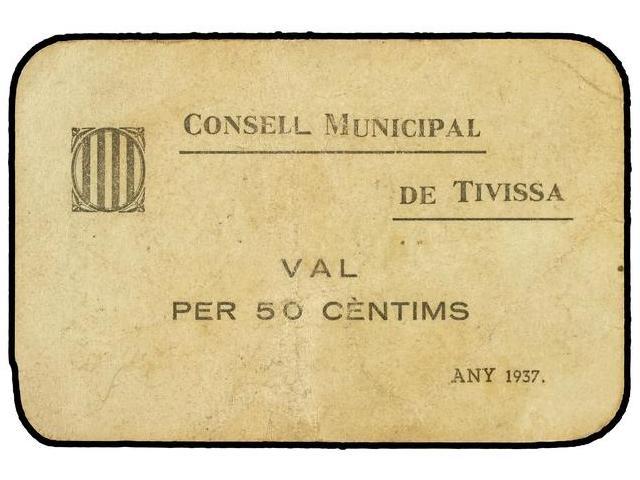 CONSELL MUNICIPAL
DE TIVISSA
VAL
PER 50 CÈNTIMS
ANY 1937.